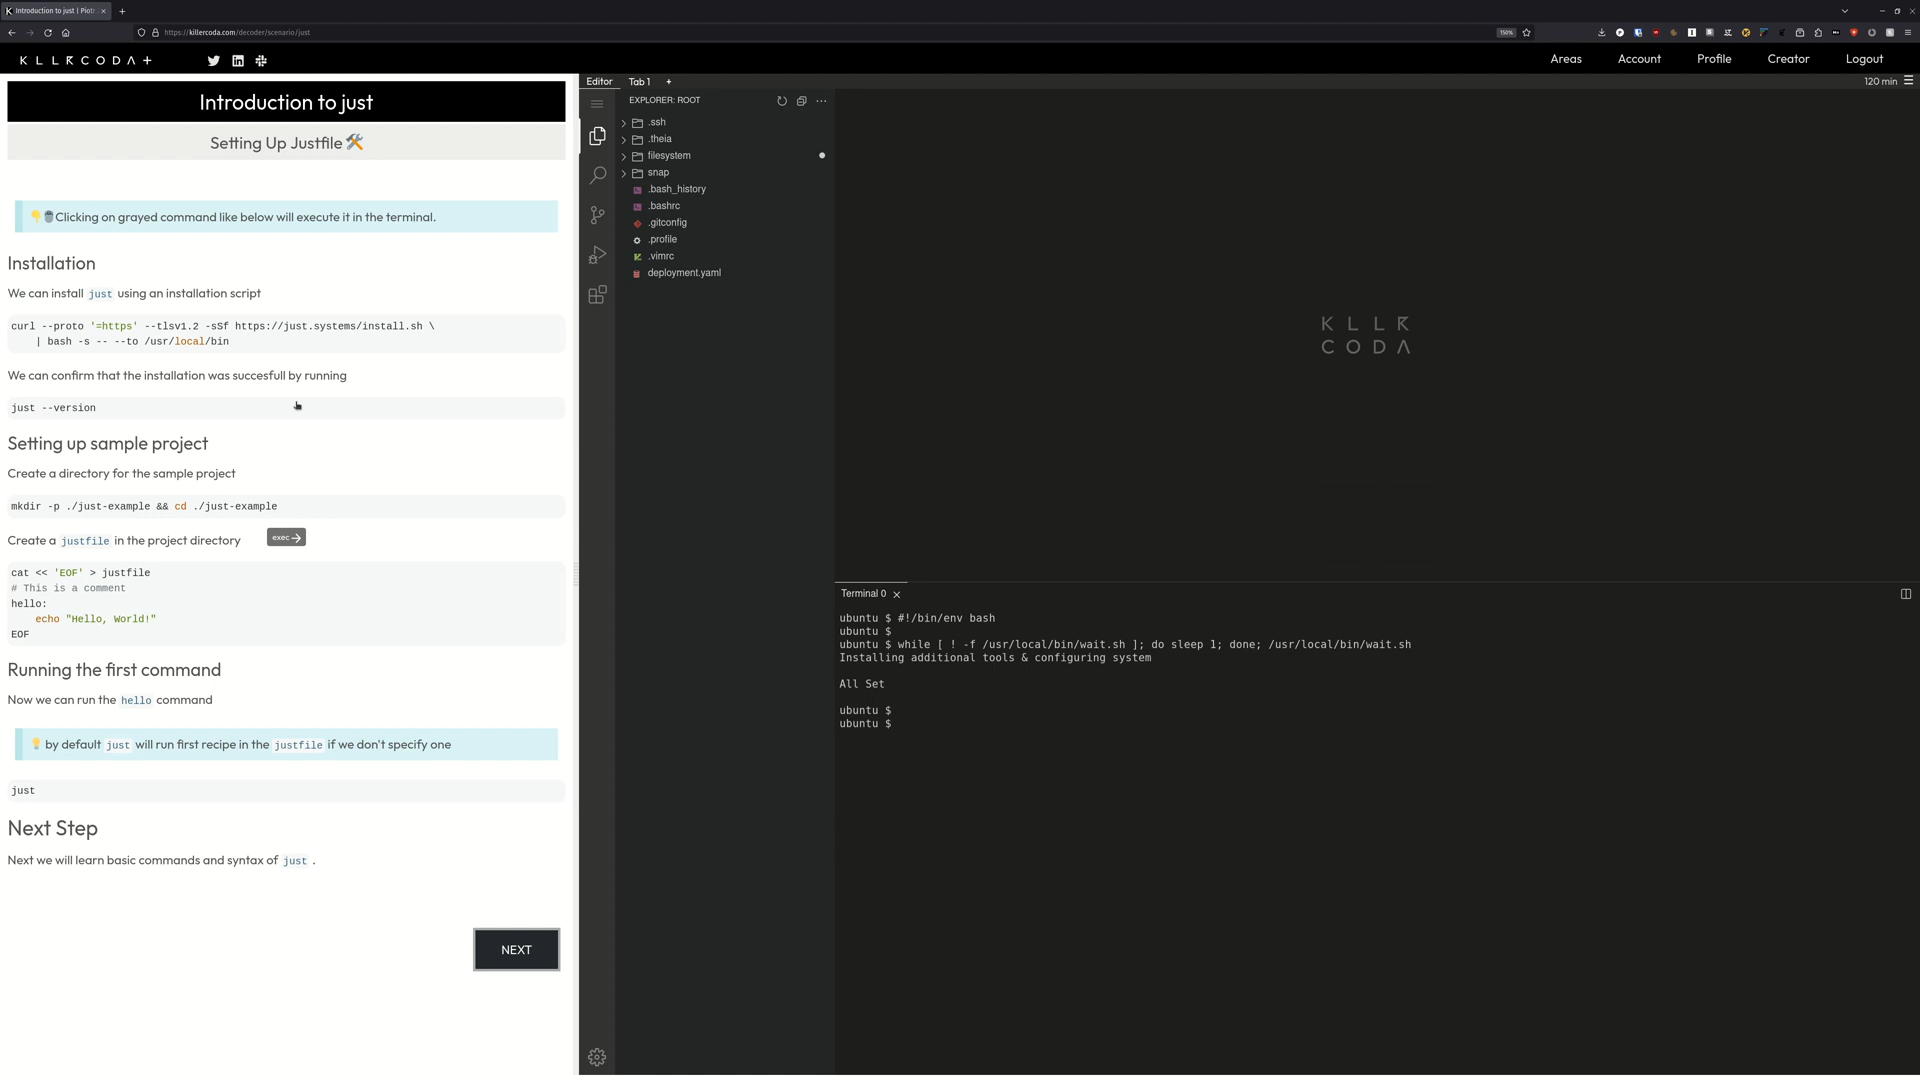 Introduction to just | Piotr
https://killercoda.com/decoder/scenario/just
150%
KLLRCODA+
Areas
Account
Profile
Creator
Logout
Introduction to just
Setting Up Justfile 🛠️
👇🖱️Clicking on grayed command like below will execute it in the terminal.
Installation
We can install just using an installation script
curl --proto '=https' --tlsv1.2 -sSf https://just.systems/install.sh \
| bash -s -- --to /usr/local/bin
We can confirm that the installation was succesfull by running
just --version
Setting up sample project
Create a directory for the sample project
mkdir -p ./just-example && cd ./just-example
Create a justfile in the project directory
exec→
cat << 'EOF' > justfile
# This is a comment
hello:
echo "Hello, World!"
EOF
Running the first command
Now we can run the hello command
💡 by default just will run first recipe in the justfile if we don't specify one
just
Next Step
Next we will learn basic commands and syntax of just .
NEXT
Editor
Tab 1
+
120 min
EXPLORER: ROOT
.ssh
.theia
filesystem
snap
.bash_history
.bashrc
.gitconfig
.profile
.vimrc
deployment.yaml
KLLR
CODA
Terminal 0
ubuntu $ #!/bin/env bash
ubuntu $
ubuntu $ while [ ! -f /usr/local/bin/wait.sh ]; do sleep 1; done; /usr/local/bin/wait.sh
Installing additional tools & configuring system
All Set
ubuntu $
ubuntu $